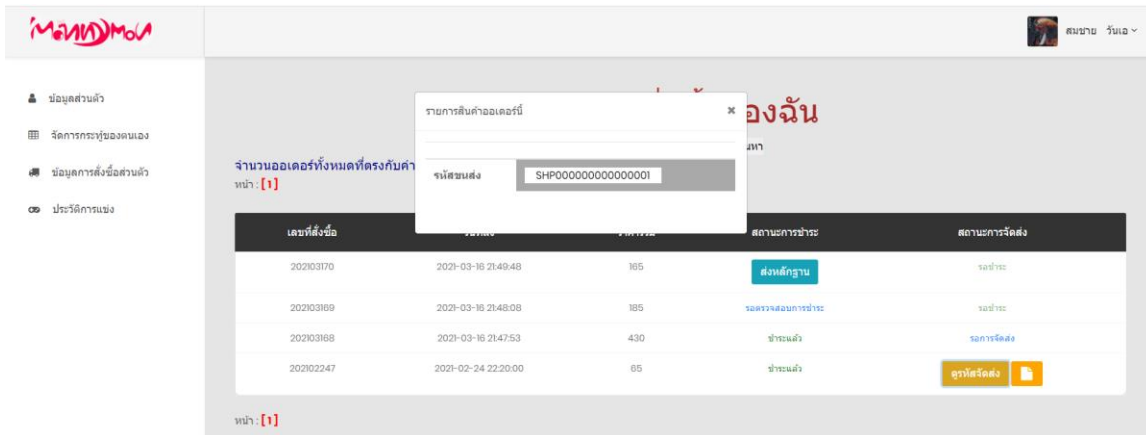 สมชาย วันเอ
ข้อมูลส่วนตัว
จัดการกระทู่ของตนเอง
ข้อมูลการสั่งซื้อส่วนตัว
ประวัติการแข่ง
องฉัน
นหา
จำนวนออเดอร์ทั้งหมดที่ตรงกับคำ
หน้า : [1]
รายการสินค้าออเดอร์นี้ ×
รหัสขนส่ง SHP000000000000001
เลขที่สั่งซื้อ สถานะการชำระ สถานะการจัดส่ง
202103170 2021-03-16 21:49:48 165 ส่งหลักฐาน รอชำระ
202103169 2021-03-16 21:48:08 185 รอตรวจสอบการชำระ รอชำระ
202103168 2021-03-16 21:47:53 430 ชำระแล้ว รอการจัดส่ง
202102247 2021-02-24 22:20:00 65 ชำระแล้ว ดูรหัสจัดส่ง
หน้า : [1]